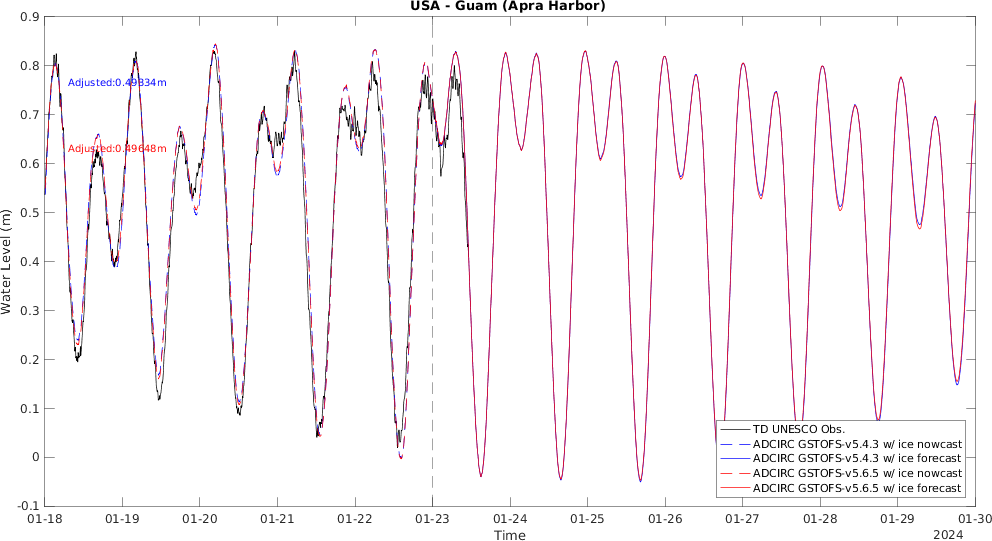 USA - Guam (Apra Harbor)
0.9
0.8
0.7
0.6
0.5
0.4
0.3
0.2
0.1
0
-0.1
Water Level (m)
Adjusted:0.49834m
Adjusted:0.49648m
TD UNESCO Obs.
ADCIRC GSTOFS-v5.4.3 w/ ice nowcast
ADCIRC GSTOFS-v5.4.3 w/ ice forecast
ADCIRC GSTOFS-v5.6.5 w/ ice nowcast
ADCIRC GSTOFS-v5.6.5 w/ ice forecast
01-18 01-19 01-20 01-21 01-22 01-23 01-24 01-25 01-26 01-27 01-28 01-29 01-30
Time
2024